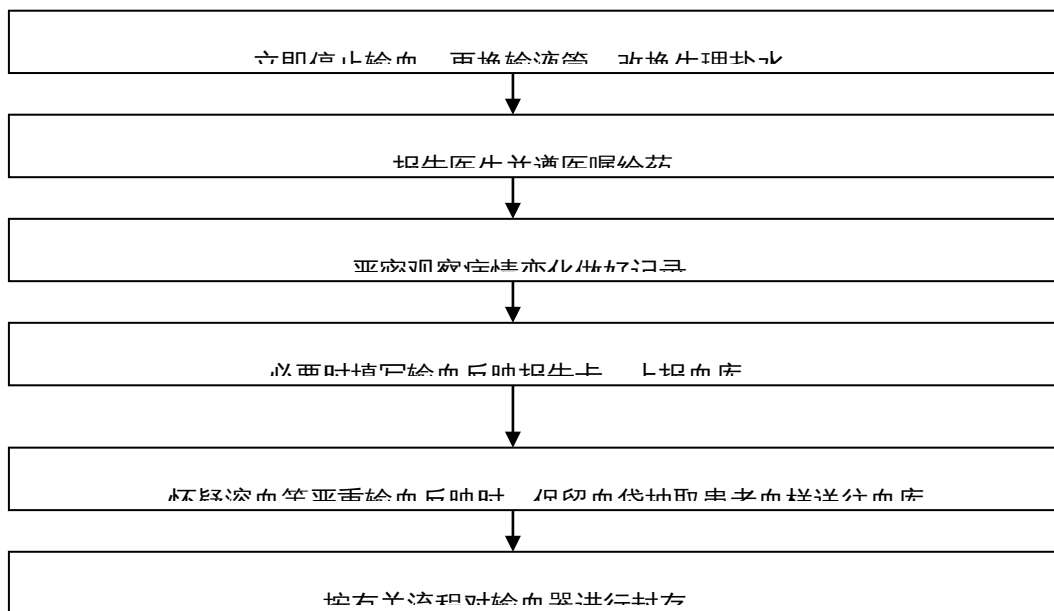 立即停止输血　更换输液管　改换生理盐水
报告医生并遵医嘱给药
严密观察病情变化做好记录
必要时填写输血反映报告卡　上报血库
怀疑溶血等严重输血反映时　保留血袋抽取患者血样送往血库
按有关流程对输血器进行封存